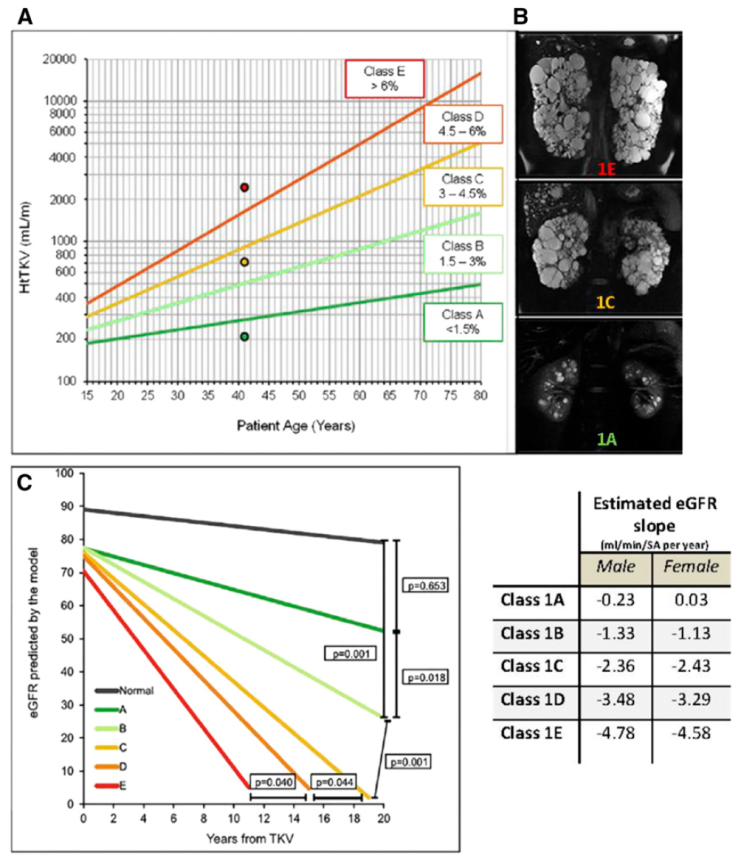 A
B
20000
10000
8000
6000
4000
2000
1000
800
600
400
200
100
HtTKV (mL/m)
15 20 25 30 35 40 45 50 55 60 65 70 75 80
Patient Age (Years)
Class E
> 6%
Class D
4.5 – 6%
Class C
3 – 4.5%
Class B
1.5 – 3%
Class A
<1.5%
1E
1C
1A
C
100
90
80
70
60
50
40
30
20
10
0
eGFR predicted by the model
0 2 4 6 8 10 12 14 16 18 20
Years from TKV
Normal
A
B
C
D
E
p=0.653
p=0.001
p=0.018
p=0.001
p=0.040
p=0.044
Estimated eGFR
slope
(ml/min/SA per year)
Male Female
Class 1A -0.23 0.03
Class 1B -1.33 -1.13
Class 1C -2.36 -2.43
Class 1D -3.48 -3.29
Class 1E -4.78 -4.58